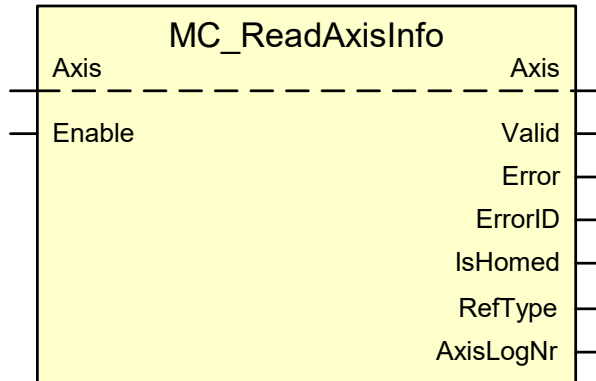 MC_ReadAxisInfo
Axis Axis
Enable Valid
Error
ErrorID
IsHomed
RefType
AxisLogNr